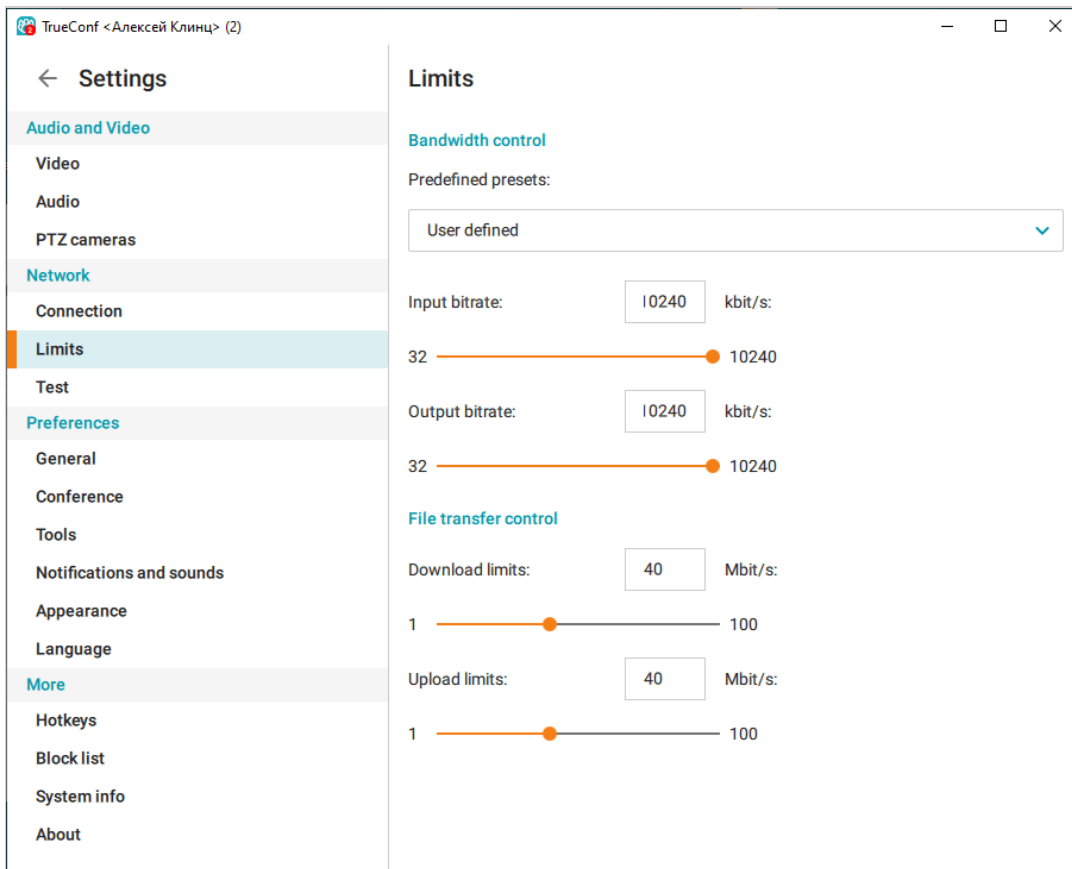 TrueConf <Алексей Клинц> (2)
Settings
Audio and Video
Video
Audio
PTZ cameras
Network
Connection
Limits
Test
Preferences
General
Conference
Tools
Notifications and sounds
Appearance
Language
More
Hotkeys
Block list
System info
About
Limits
Bandwidth control
Predefined presets:
User defined
Input bitrate: 10240 kbit/s:
32 10240
Output bitrate: 10240 kbit/s:
32 10240
File transfer control
Download limits: 40 Mbit/s:
1 100
Upload limits: 40 Mbit/s:
1 100